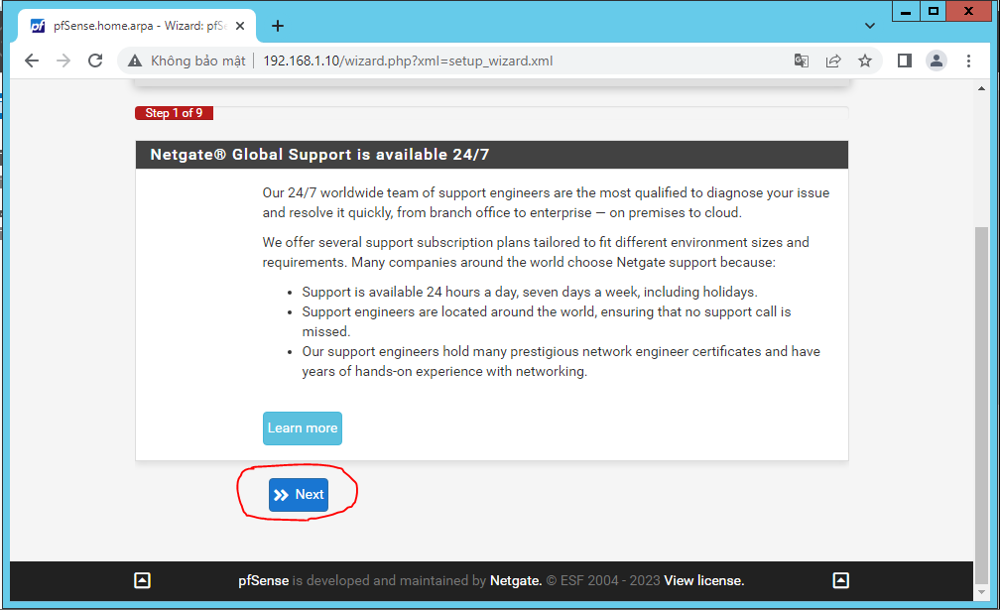 pfSense.home.arpa - Wizard: pfSe
Không bảo mật
192.168.1.10/wizard.php?xml=setup_wizard.xml
Step 1 of 9
Netgate® Global Support is available 24/7
Our 24/7 worldwide team of support engineers are the most qualified to diagnose your issue
and resolve it quickly, from branch office to enterprise — on premises to cloud.
We offer several support subscription plans tailored to fit different environment sizes and
requirements. Many companies around the world choose Netgate support because:
• Support is available 24 hours a day, seven days a week, including holidays.
• Support engineers are located around the world, ensuring that no support call is
missed.
• Our support engineers hold many prestigious network engineer certificates and have
years of hands-on experience with networking.
Learn more
Next
pfSense is developed and maintained by Netgate. © ESF 2004 - 2023 View license.